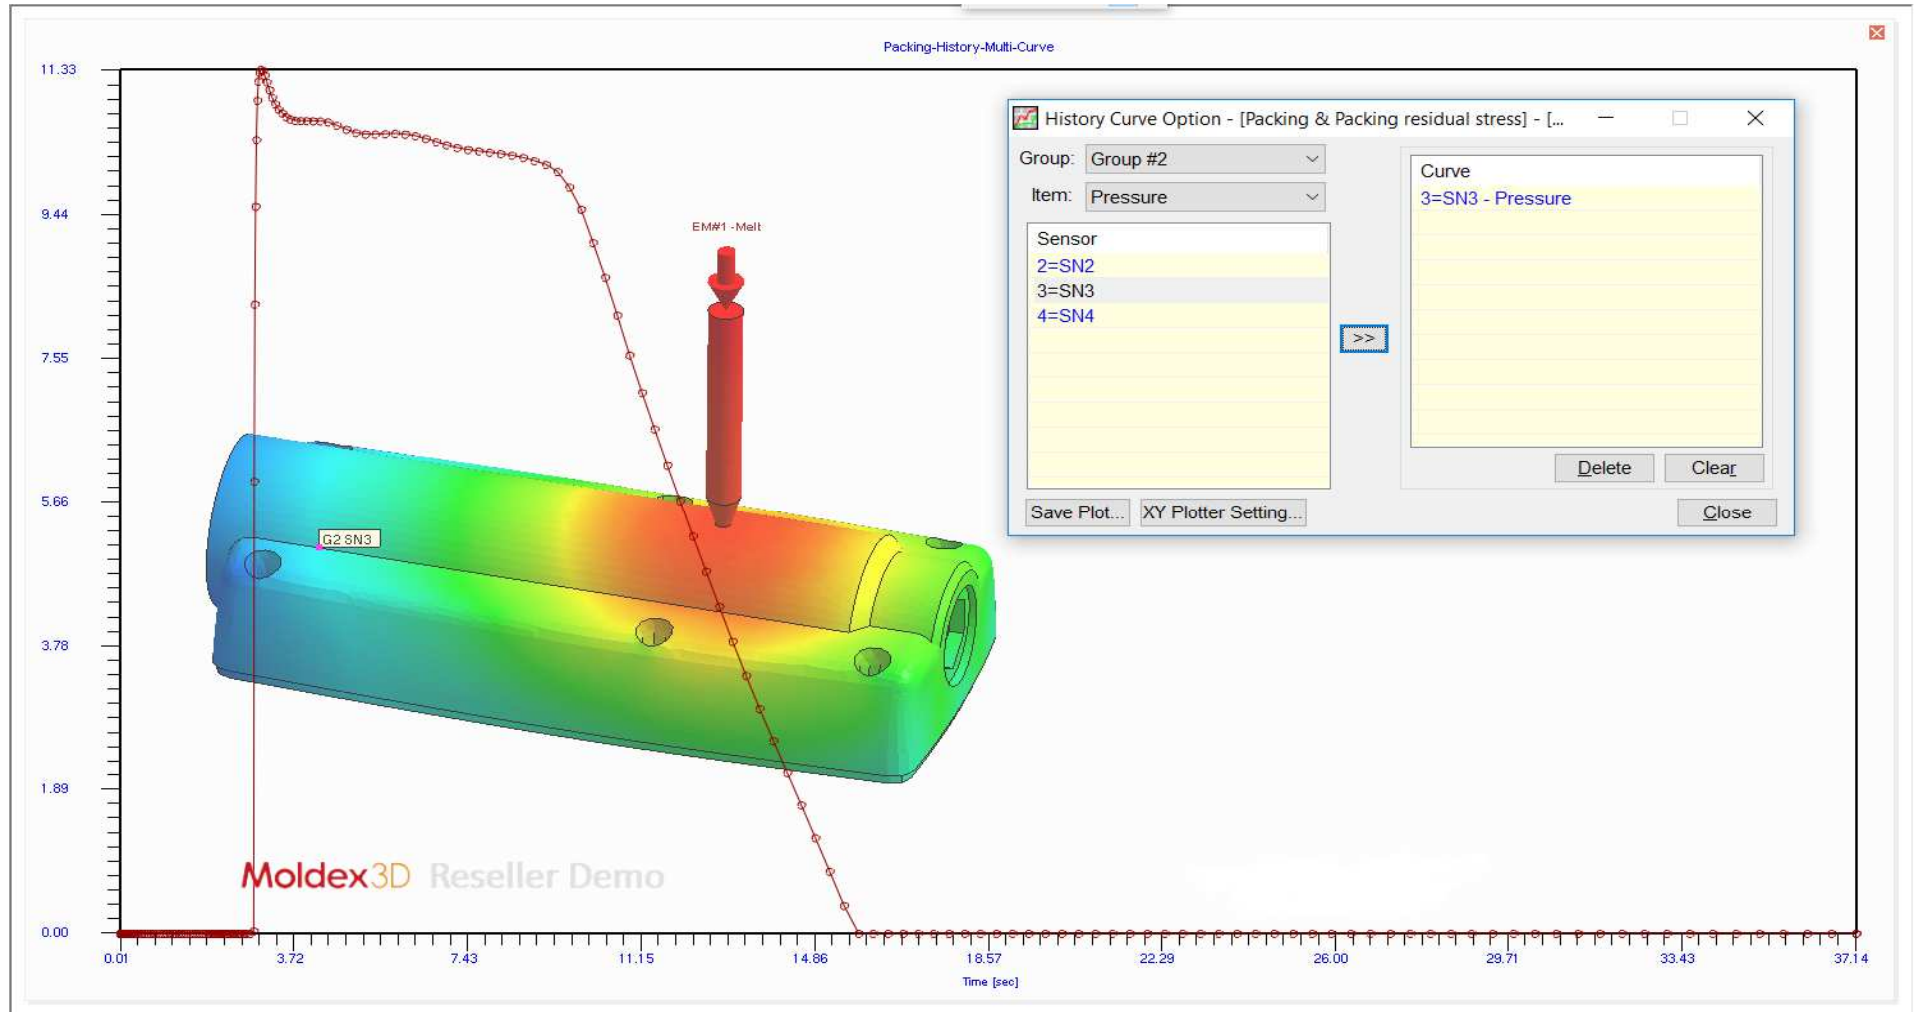 Packing-History-Multi-Curve
11.33
9.44
7.55
5.66
3.78
1.89
0.00
0.01 3.72 7.43 11.15 14.86 18.57 22.29 26.00 29.71 33.43 37.14
Time [sec]
EM#1 -Melt
G2 SN3
Moldex3D Reseller Demo
History Curve Option - [Packing & Packing residual stress] - [...
Group: Group #2
Item: Pressure
Sensor
2=SN2
3=SN3
4=SN4
>>
Curve
3=SN3 - Pressure
Delete Clear
Save Plot... XY Plotter Setting... Close